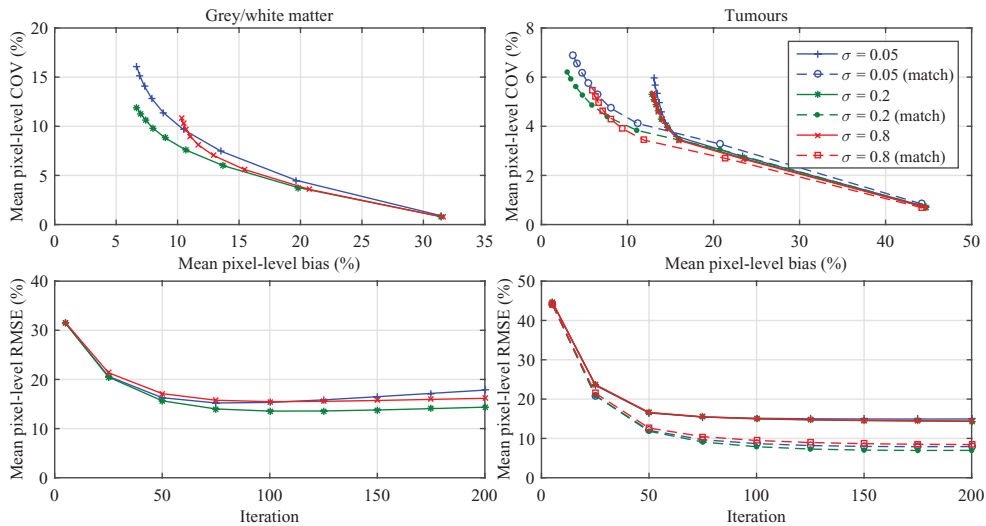 Grey/white matter
Mean pixel-level COV (%)
20
15
10
5
0
0 5 10 15 20 25 30 35
Mean pixel-level bias (%)
Tumours
Mean pixel-level COV (%)
8
6
4
2
0
0 10 20 30 40 50
Mean pixel-level bias (%)
σ = 0.05
σ = 0.05 (match)
σ = 0.2
σ = 0.2 (match)
σ = 0.8
σ = 0.8 (match)
Mean pixel-level RMSE (%)
40
30
20
10
0
0 50 100 150 200
Iteration
Mean pixel-level RMSE (%)
50
40
30
20
10
0
0 50 100 150 200
Iteration